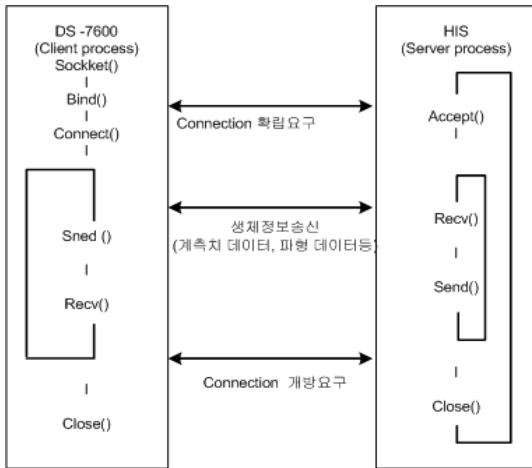 DS -7600
(Client process)
Sockket()
Bind()
Connect()
Sned ()
Recv()
Close()
Connection 확립요구
생체정보송신
(계측치 데이터, 파형 데이터등)
Connection 개방요구
HIS
(Server process)
Accept()
Recv()
Send()
Close()